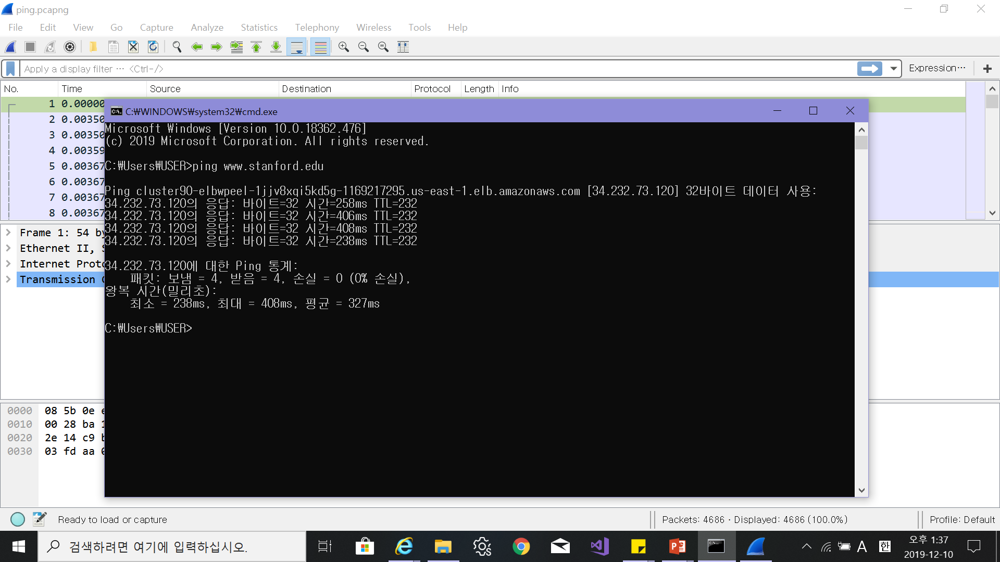 ping.pcapng
File Edit View Go Capture Analyze Statistics Telephony Wireless Tools Help
Apply a display filter ··· <Ctrl-/>
Expression···
No. Time Source Destination Protocol Length Info
1 0.00000
2 0.00350
3 0.00350
4 0.00359
5 0.00367
6 0.00367
7 0.00367
8 0.00367
C:₩WINDOWS₩system32₩cmd.exe
Microsoft Windows [Version 10.0.18362.476]
(c) 2019 Microsoft Corporation. All rights reserved.
C:₩Users₩USER>ping www.stanford.edu
Ping cluster90-elbwpeel-1jjv8xqi5kd5g-1169217295.us-east-1.elb.amazonaws.com [34.232.73.120] 32바이트 데이터 사용:
34.232.73.120의 응답: 바이트=32 시간=258ms TTL=232
34.232.73.120의 응답: 바이트=32 시간=406ms TTL=232
34.232.73.120의 응답: 바이트=32 시간=408ms TTL=232
34.232.73.120의 응답: 바이트=32 시간=238ms TTL=232
34.232.73.120에 대한 Ping 통계:
패킷: 보냄 = 4, 받음 = 4, 손실 = 0 (0% 손실),
왕복 시간(밀리초):
최소 = 238ms, 최대 = 408ms, 평균 = 327ms
C:₩Users₩USER>
Frame 1: 54 by
Ethernet II,
Internet Proto
Transmission
0000 08 5b 0e
0010 00 28 ba
0020 2e 14 c9
0030 03 fd aa
Ready to load or capture
Packets: 4686 · Displayed: 4686 (100.0%)
Profile: Default
검색하려면 여기에 입력하십시오.
A 한
오후 1:37
2019-12-10